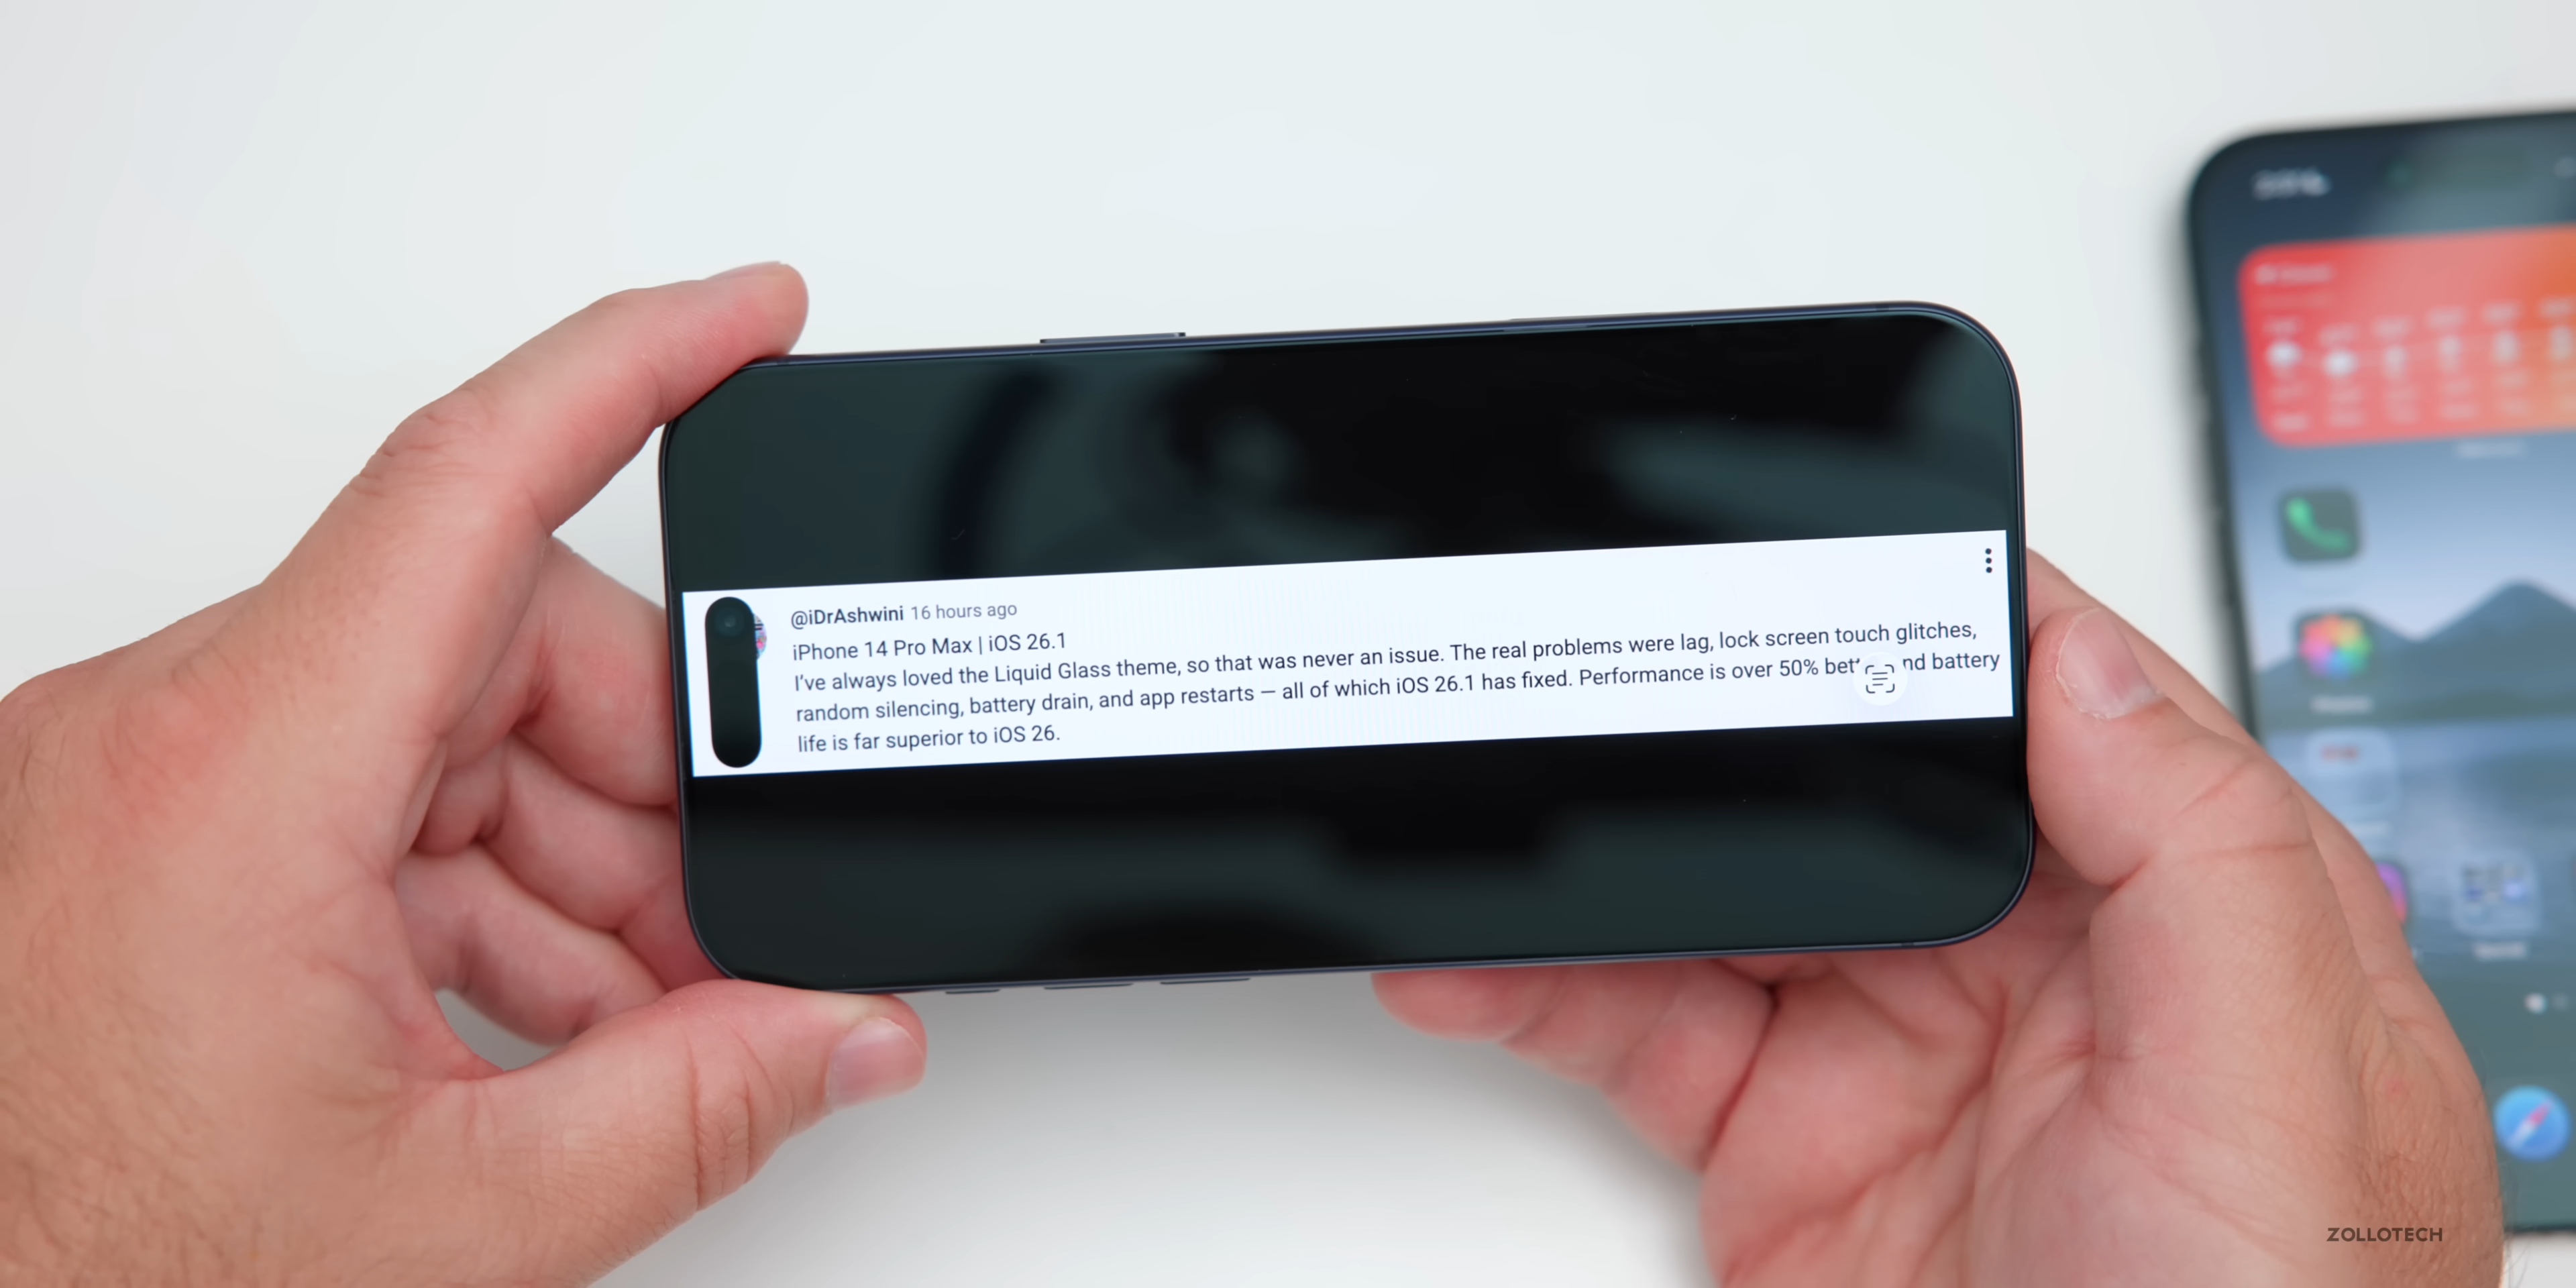 @iDrAshwini 16 hours ago
iPhone 14 Pro Max | iOS 26.1
I've always loved the Liquid Glass theme, so that was never an issue. The real problems were lag, lock screen touch glitches,
random silencing, battery drain, and app restarts — all of which iOS 26.1 has fixed. Performance is over 50% battery
life is far superior to iOS 26.
ZOLLOTECH